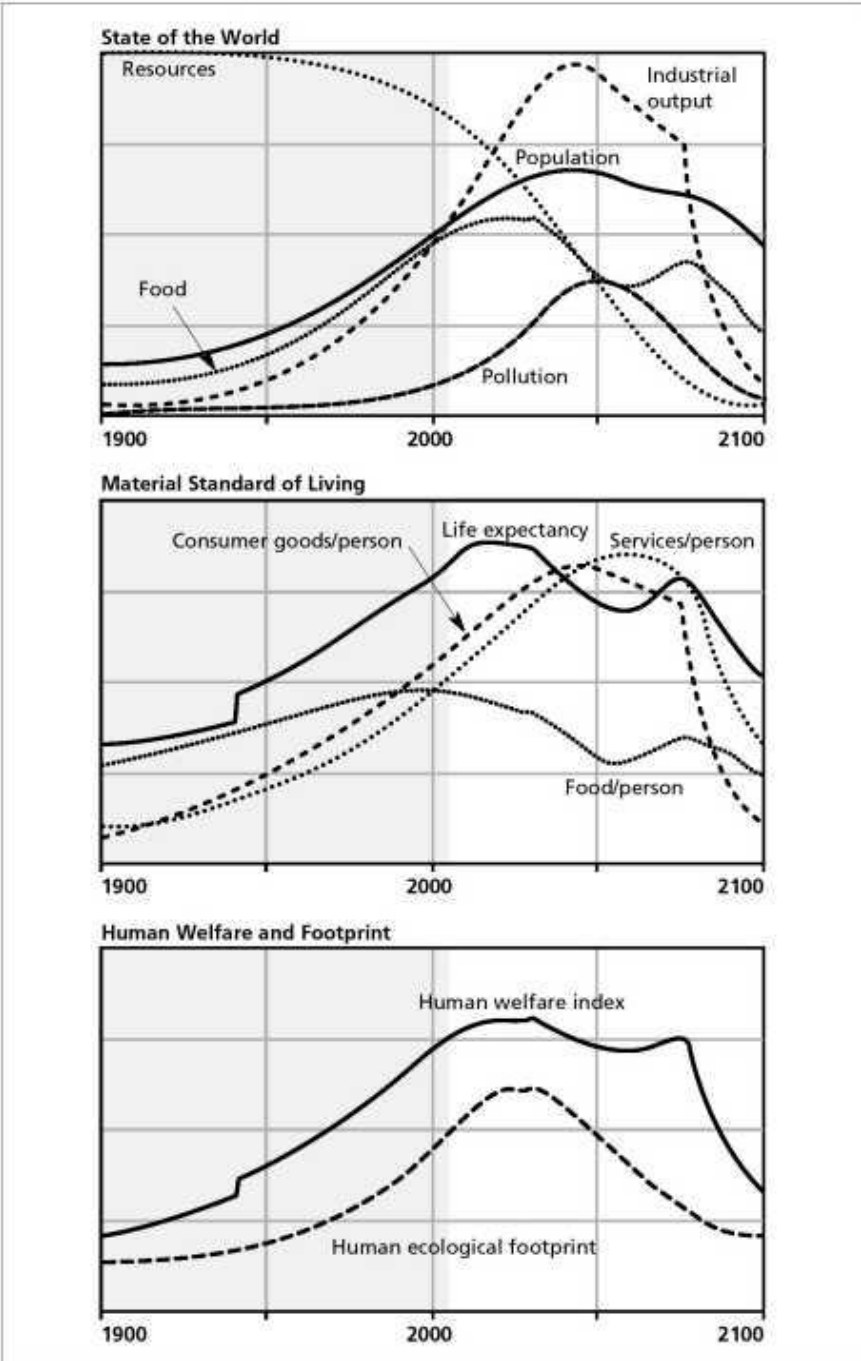 State of the World
Resources
Industrial
output
Population
Food
Pollution
1900
2000
2100
Material Standard of Living
Life expectancy
Consumer goods/person
Services/person
Food/person
1900
2000
2100
Human Welfare and Footprint
Human welfare index
Human ecological footprint
1900
2000
2100